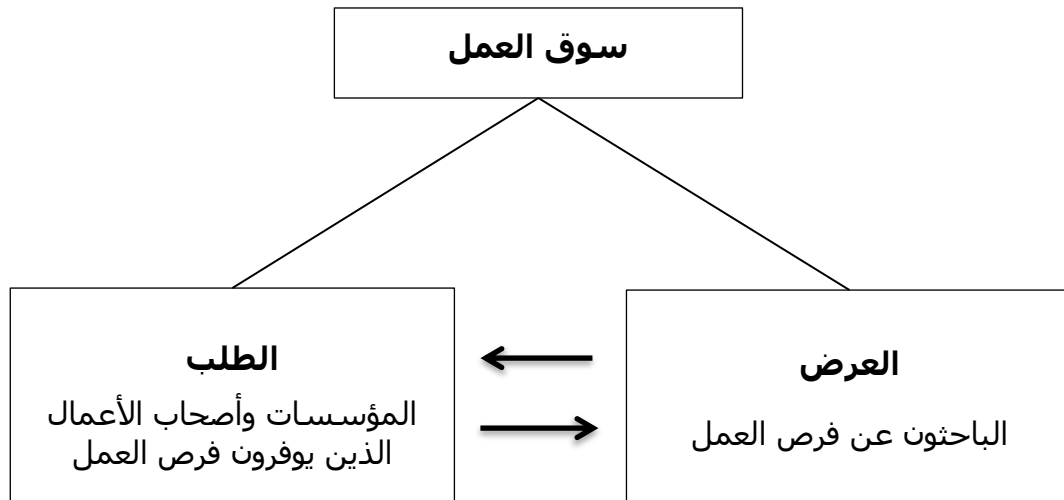 سوق العمل
العرض
الباحثون عن فرص العمل
الطلب
المؤسسات وأصحاب الأعمال
الذين يوفرون فرص العمل